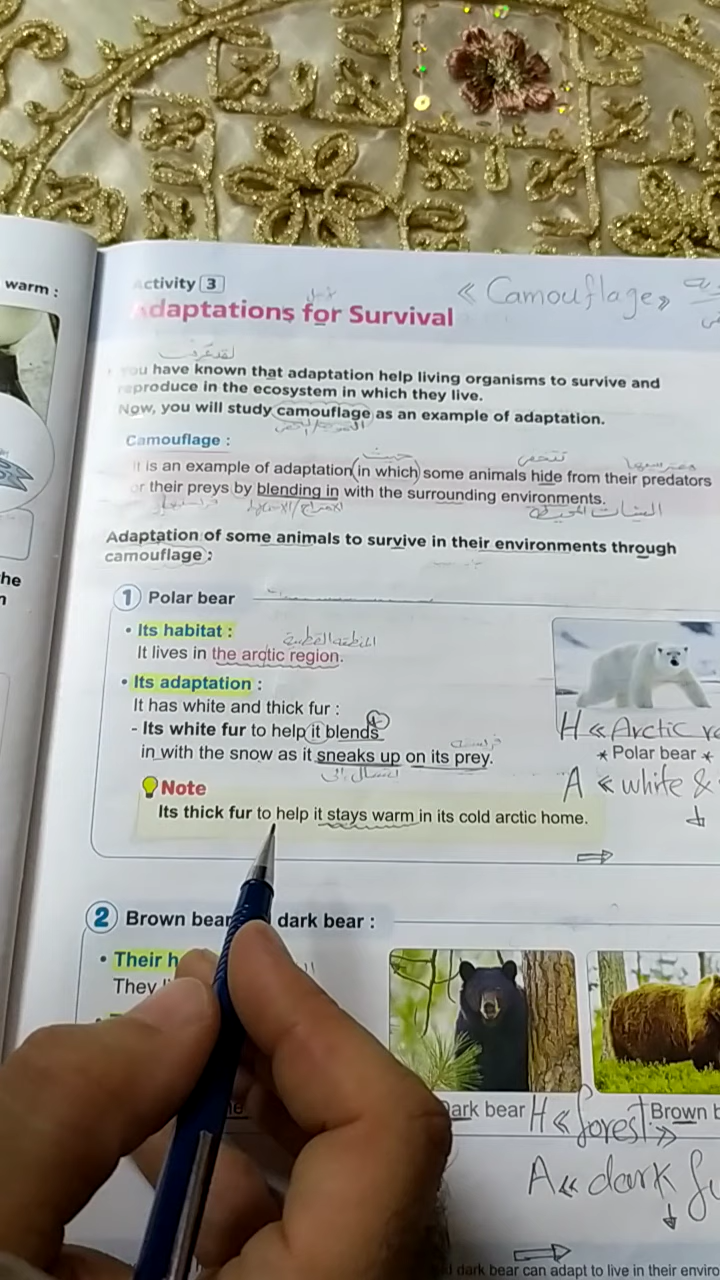 warm :
Activity 3
« Camouflage »
Adaptations for Survival
لقد عرفت
you have known that adaptation help living organisms to survive and
reproduce in the ecosystem in which they live.
Now, you will study camouflage as an example of adaptation.
Camouflage :
حيث
It is an example of adaptation (in which) some animals hide from their predators
or their preys by blending in with the surrounding environments.
البيئات المحيطة
Adaptation of some animals to survive in their environments through
camouflage :
he
1 Polar bear
• Its habitat :
المنطقة القطبية
It lives in the arctic region.
• Its adaptation :
It has white and thick fur :
- Its white fur to help it blends
in with the snow as it sneaks up on its prey.
فريسة
H « Arctic
* Polar bear *
A « white &
Note
Its thick fur to help it stays warm in its cold arctic home.
2 Brown bear dark bear :
• Their h
They
Dark bear
Brown b
H « forest »
A « dark fu
dark bear can adapt to live in their enviro